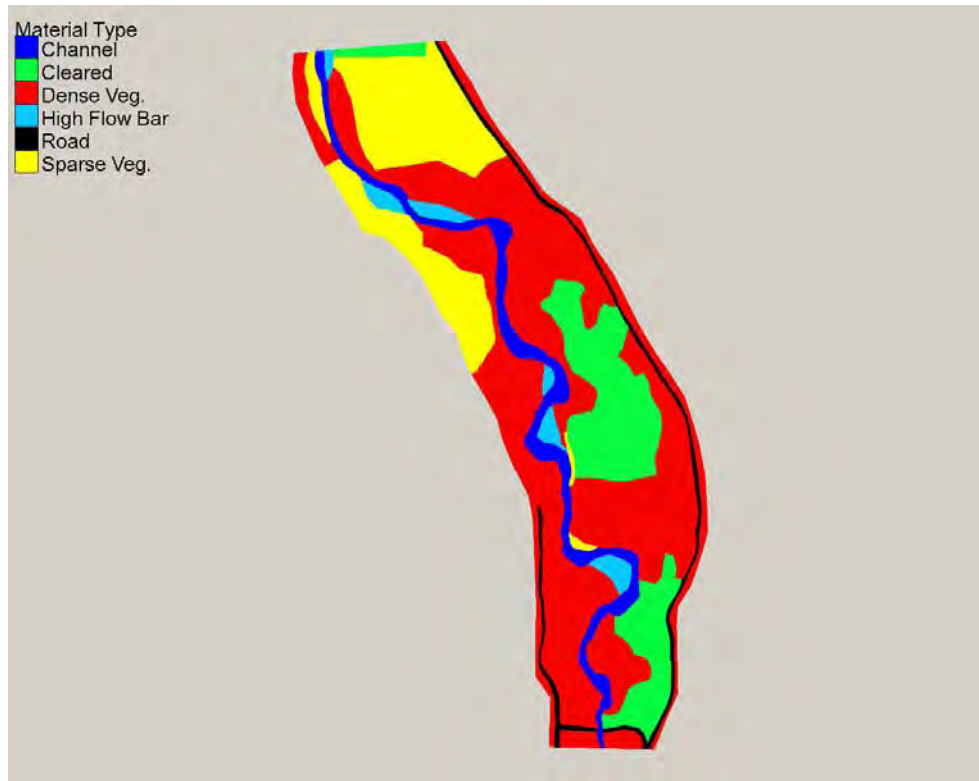 Material Type
Channel
Cleared
Dense Veg.
High Flow Bar
Road
Sparse Veg.